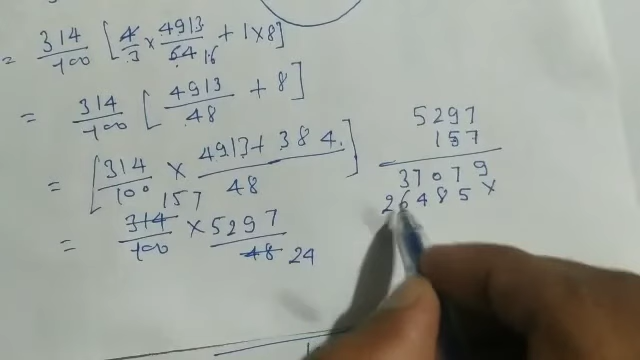 = 314/100 [4/3 × 4913/64 16 + 1×8]
= 314/100 [4913/48 + 8]
= [314/100 × 4913+384/48]
= 314 157/100 × 5297/48 24
5297
157
37079
26485×